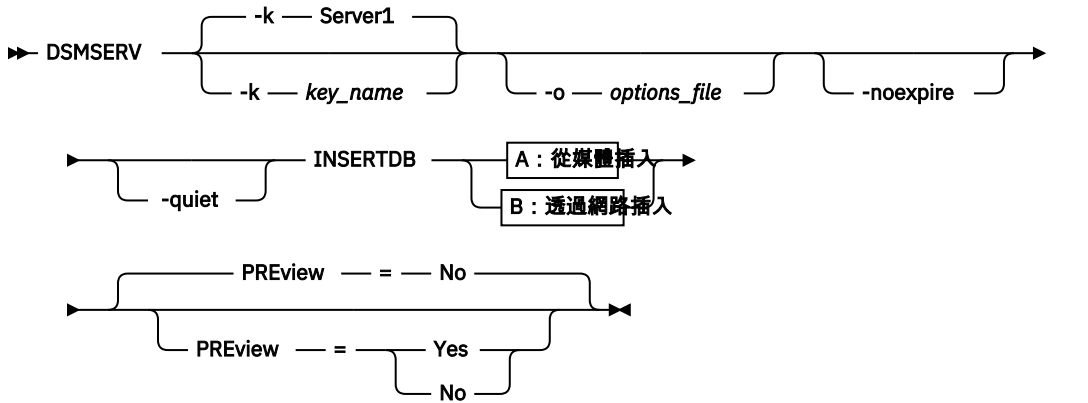 -k Server1
DSMSERV
-k key_name
-o options_file
-noexpire
INSERTDB
A：從媒體插入
-quiet
B：透過網路插入
PREview = No
PREview = Yes
No